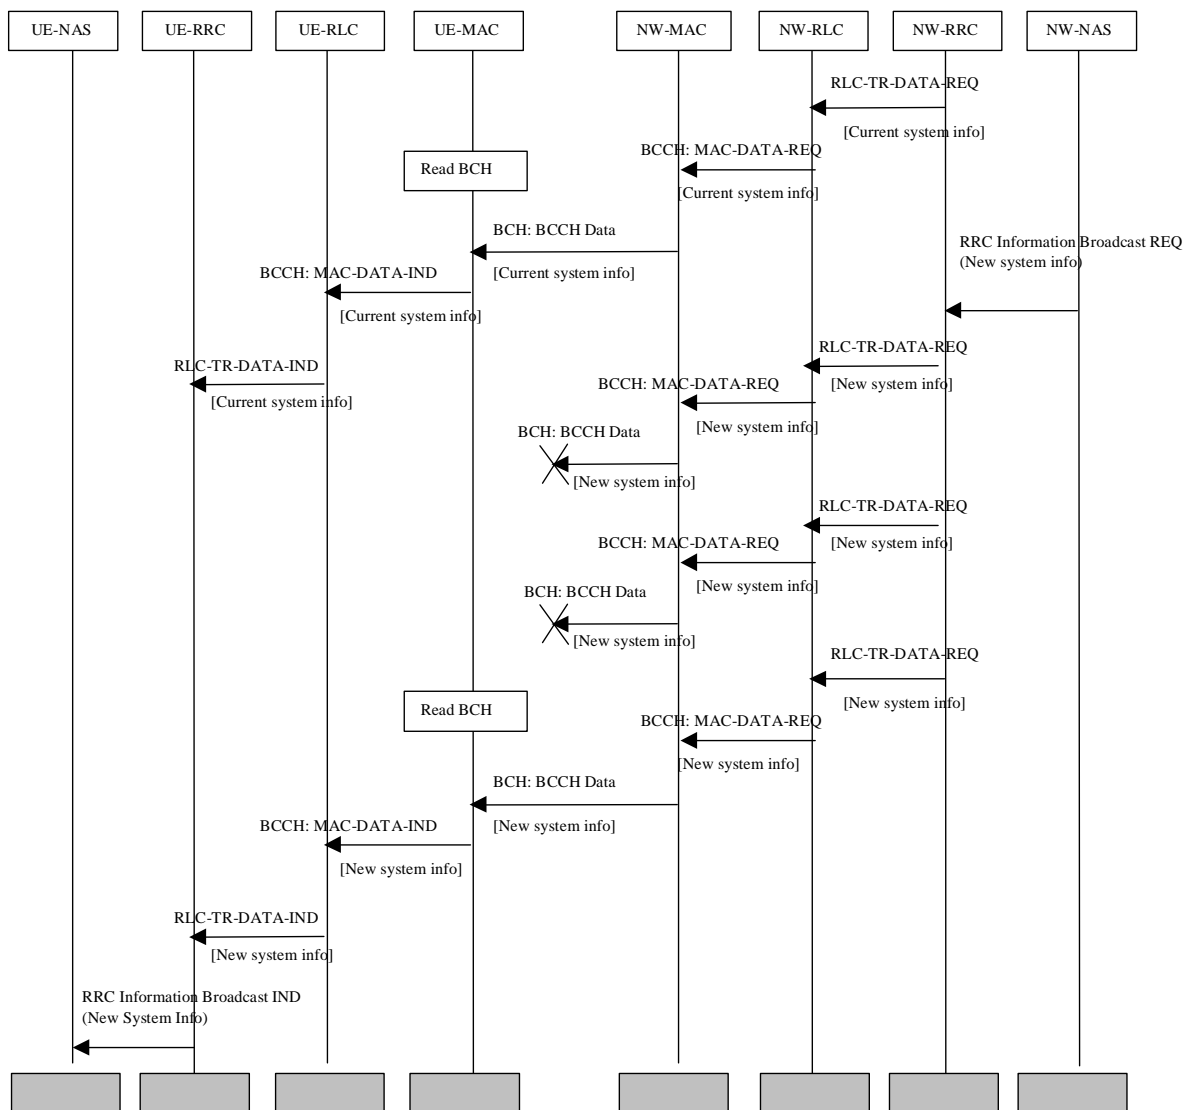 UE-NAS
UE-RRC
UE-RLC
UE-MAC
NW-MAC
NW-RLC
NW-RRC
NW-NAS
RLC-TR-DATA-REQ
[Current system info]
BCCH: MAC-DATA-REQ
Read BCH
[Current system info]
BCH: BCCH Data
RRC Information Broadcast REQ
(New system info)
[Current system info]
BCCH: MAC-DATA-IND
[Current system info]
RLC-TR-DATA-REQ
RLC-TR-DATA-IND
[New system info]
BCCH: MAC-DATA-REQ
[Current system info]
[New system info]
BCH: BCCH Data
[New system info]
RLC-TR-DATA-REQ
[New system info]
BCCH: MAC-DATA-REQ
[New system info]
BCH: BCCH Data
[New system info]
RLC-TR-DATA-REQ
[New system info]
Read BCH
BCCH: MAC-DATA-REQ
[New system info]
BCH: BCCH Data
[New system info]
BCCH: MAC-DATA-IND
[New system info]
RLC-TR-DATA-IND
[New system info]
RRC Information Broadcast IND
(New System Info)